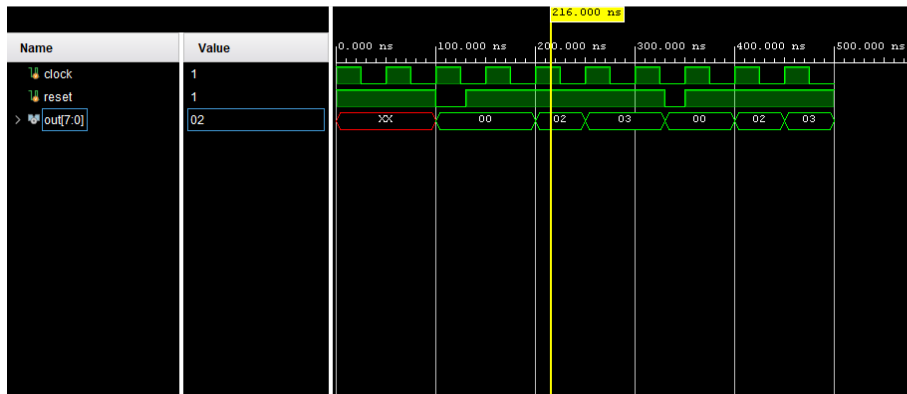 216.000 ns
Name Value 0.000 ns 100.000 ns 200.000 ns 300.000 ns 400.000 ns 500.000 ns
clock 1
reset 1
> out[7:0] 02 XX 00 02 03 00 02 03